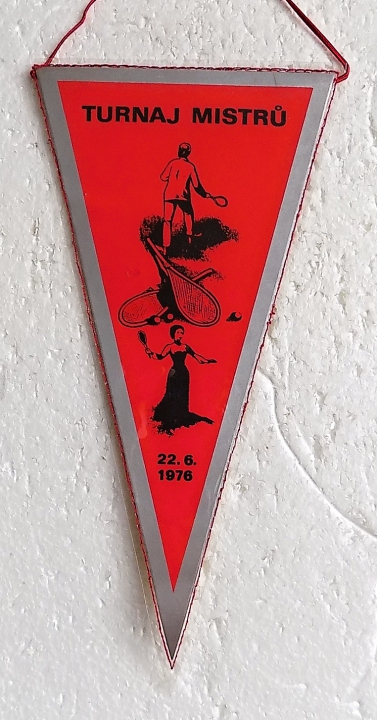 TURNAJ MISTRŮ
22. 6.
1976